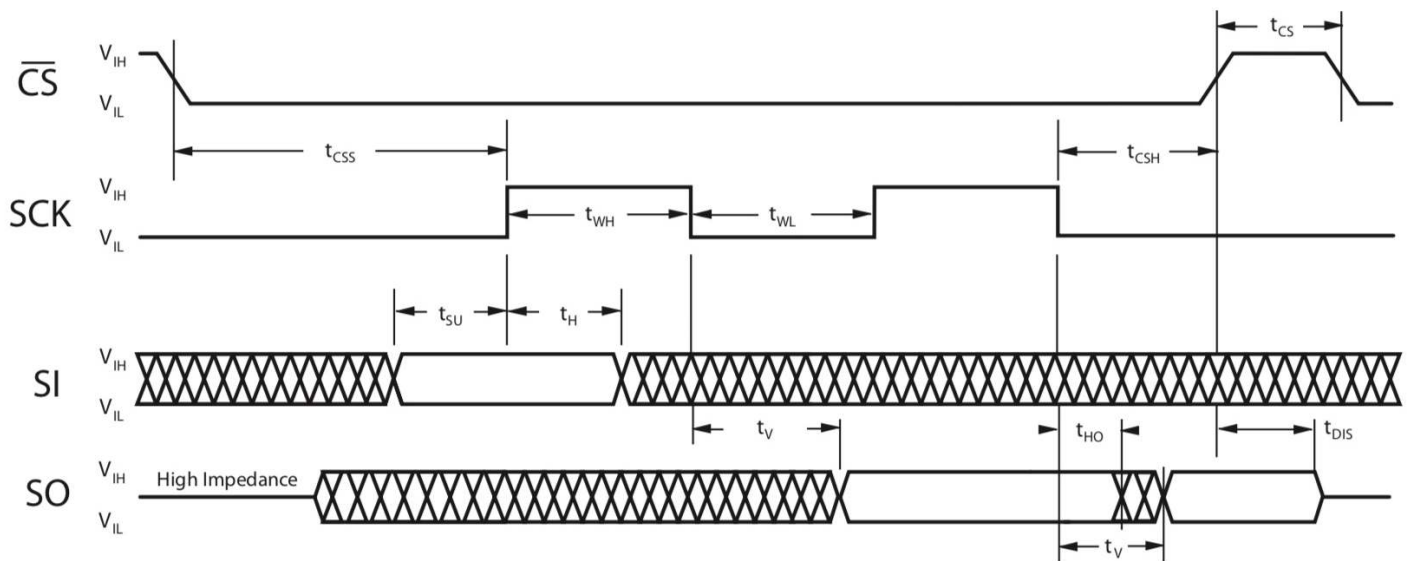 t_CS
V_IH
CS
V_IL
t_CSS
t_CSH
V_IH
SCK
t_WH
t_WL
V_IL
t_SU
t_H
V_IH
SI
V_IL
t_V
t_HO
t_DIS
V_IH
High Impedance
SO
V_IL
t_V